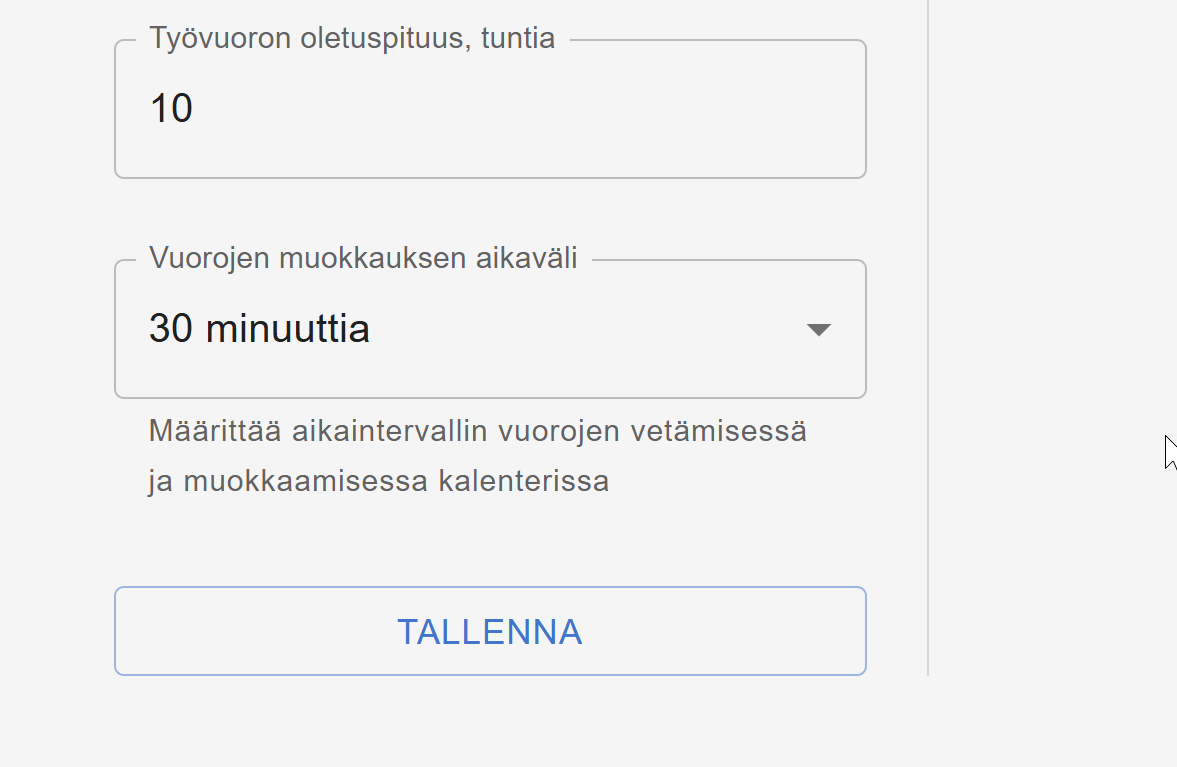 Työvuoron oletuspituus, tuntia
10
Vuorojen muokkauksen aikaväli
30 minuuttia
Määrittää aikaintervallin vuorojen vetämisessä
ja muokkaamisessa kalenterissa
TALLENNA